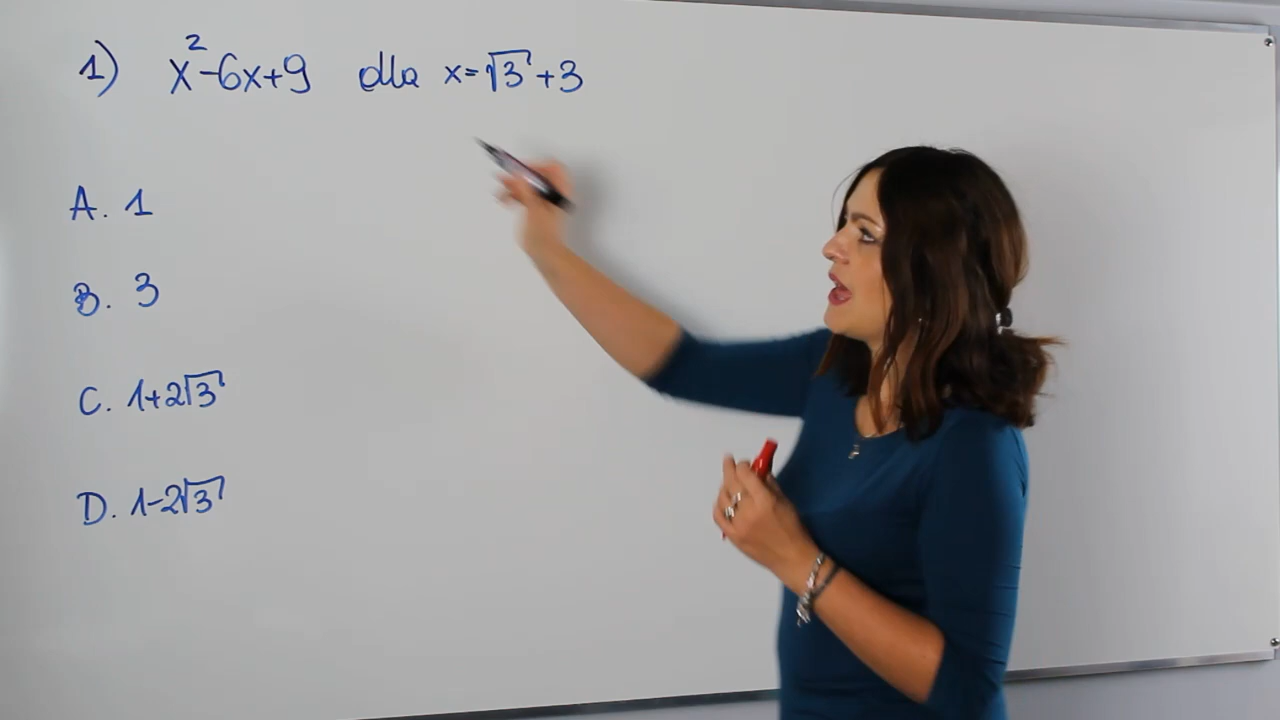 1) x²-6x+9 dla x=√3+3
A. 1
B. 3
C. 1+2√3
D. 1-2√3